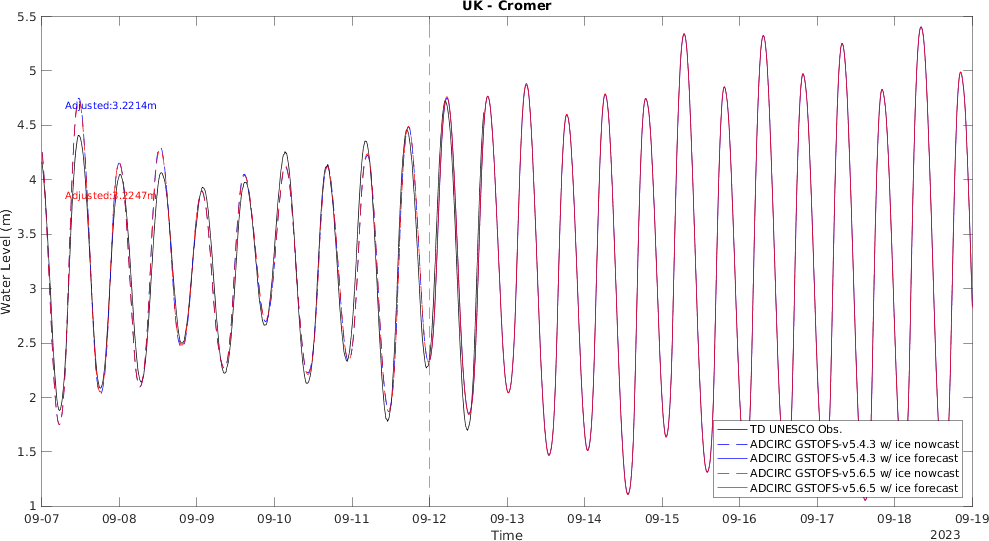 UK - Cromer
5.5
5
4.5
4
3.5
3
2.5
2
1.5
1
Water Level (m)
Adjusted:3.2214m
Adjusted:3.2247m
TD UNESCO Obs.
ADCIRC GSTOFS-v5.4.3 w/ ice nowcast
ADCIRC GSTOFS-v5.4.3 w/ ice forecast
ADCIRC GSTOFS-v5.6.5 w/ ice nowcast
ADCIRC GSTOFS-v5.6.5 w/ ice forecast
09-07 09-08 09-09 09-10 09-11 09-12 09-13 09-14 09-15 09-16 09-17 09-18 09-19
Time
2023